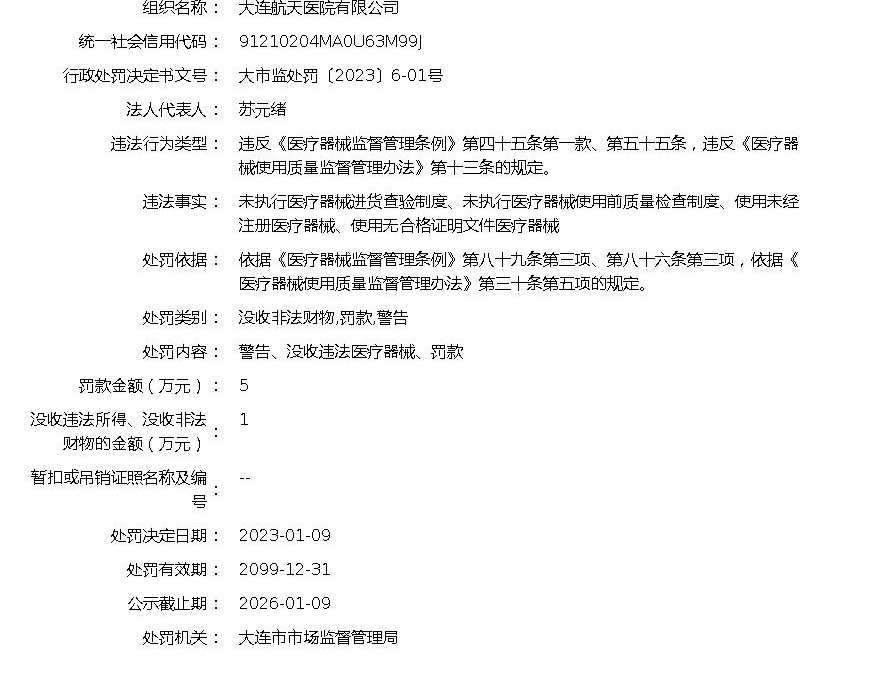 组织名称： 大连航天医院有限公司
统一社会信用代码： 91210204MA0U63M99J
行政处罚决定书文号： 大市监处罚〔2023〕6-01号
法人代表人： 苏元绪
违法行为类型： 违反《医疗器械监督管理条例》第四十五条第一款、第五十五条，违反《医疗器
械使用质量监督管理办法》第十三条的规定。
违法事实： 未执行医疗器械进货查验制度、未执行医疗器械使用前质量检查制度、使用未经
注册医疗器械、使用无合格证明文件医疗器械
处罚依据： 依据《医疗器械监督管理条例》第八十九条第三项、第八十六条第三项，依据《
医疗器械使用质量监督管理办法》第三十条第五项的规定。
处罚类别： 没收非法财物,罚款,警告
处罚内容： 警告、没收违法医疗器械、罚款
罚款金额（万元）： 5
没收违法所得、没收非法
财物的金额（万元）： 1
暂扣或吊销证照名称及编
号： --
处罚决定日期： 2023-01-09
处罚有效期： 2099-12-31
公示截止期： 2026-01-09
处罚机关： 大连市市场监督管理局